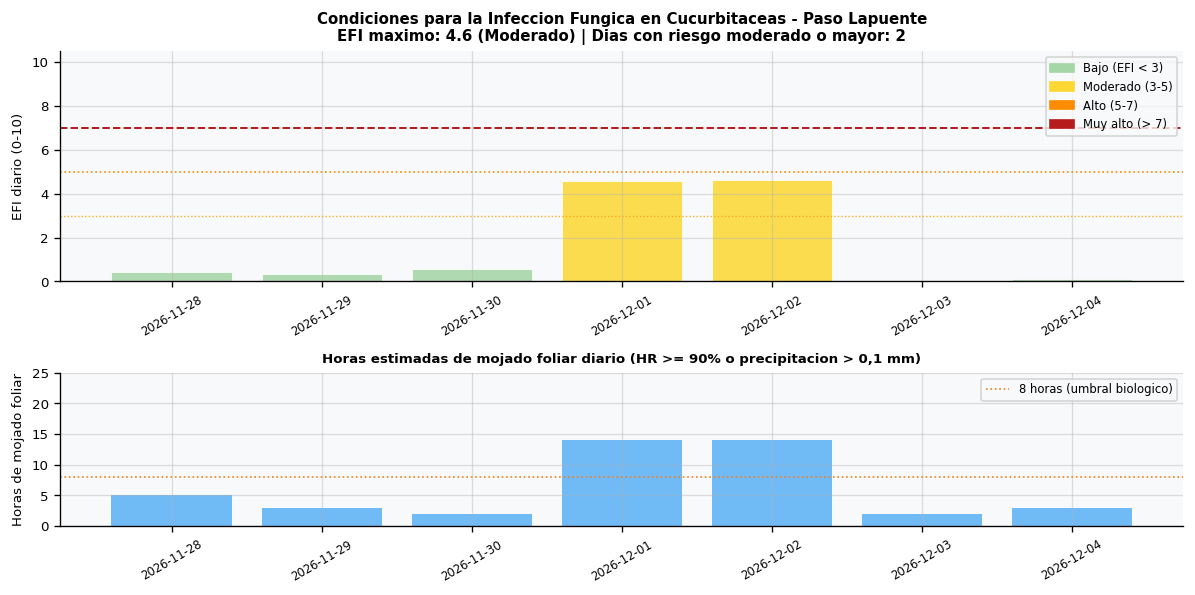 Condiciones para la Infeccion Fungica en Cucurbitaceas - Paso Lapuente
EFI maximo: 4.6 (Moderado) | Dias con riesgo moderado o mayor: 2
EFI diario (0-10)
10
8
6
4
2
0
Bajo (EFI < 3)
Moderado (3-5)
Alto (5-7)
Muy alto (> 7)
2026-11-28
2026-11-29
2026-11-30
2026-12-01
2026-12-02
2026-12-03
2026-12-04
Horas estimadas de mojado foliar diario (HR >= 90% o precipitacion > 0,1 mm)
Horas de mojado foliar
25
20
15
10
5
0
8 horas (umbral biologico)
2026-11-28
2026-11-29
2026-11-30
2026-12-01
2026-12-02
2026-12-03
2026-12-04